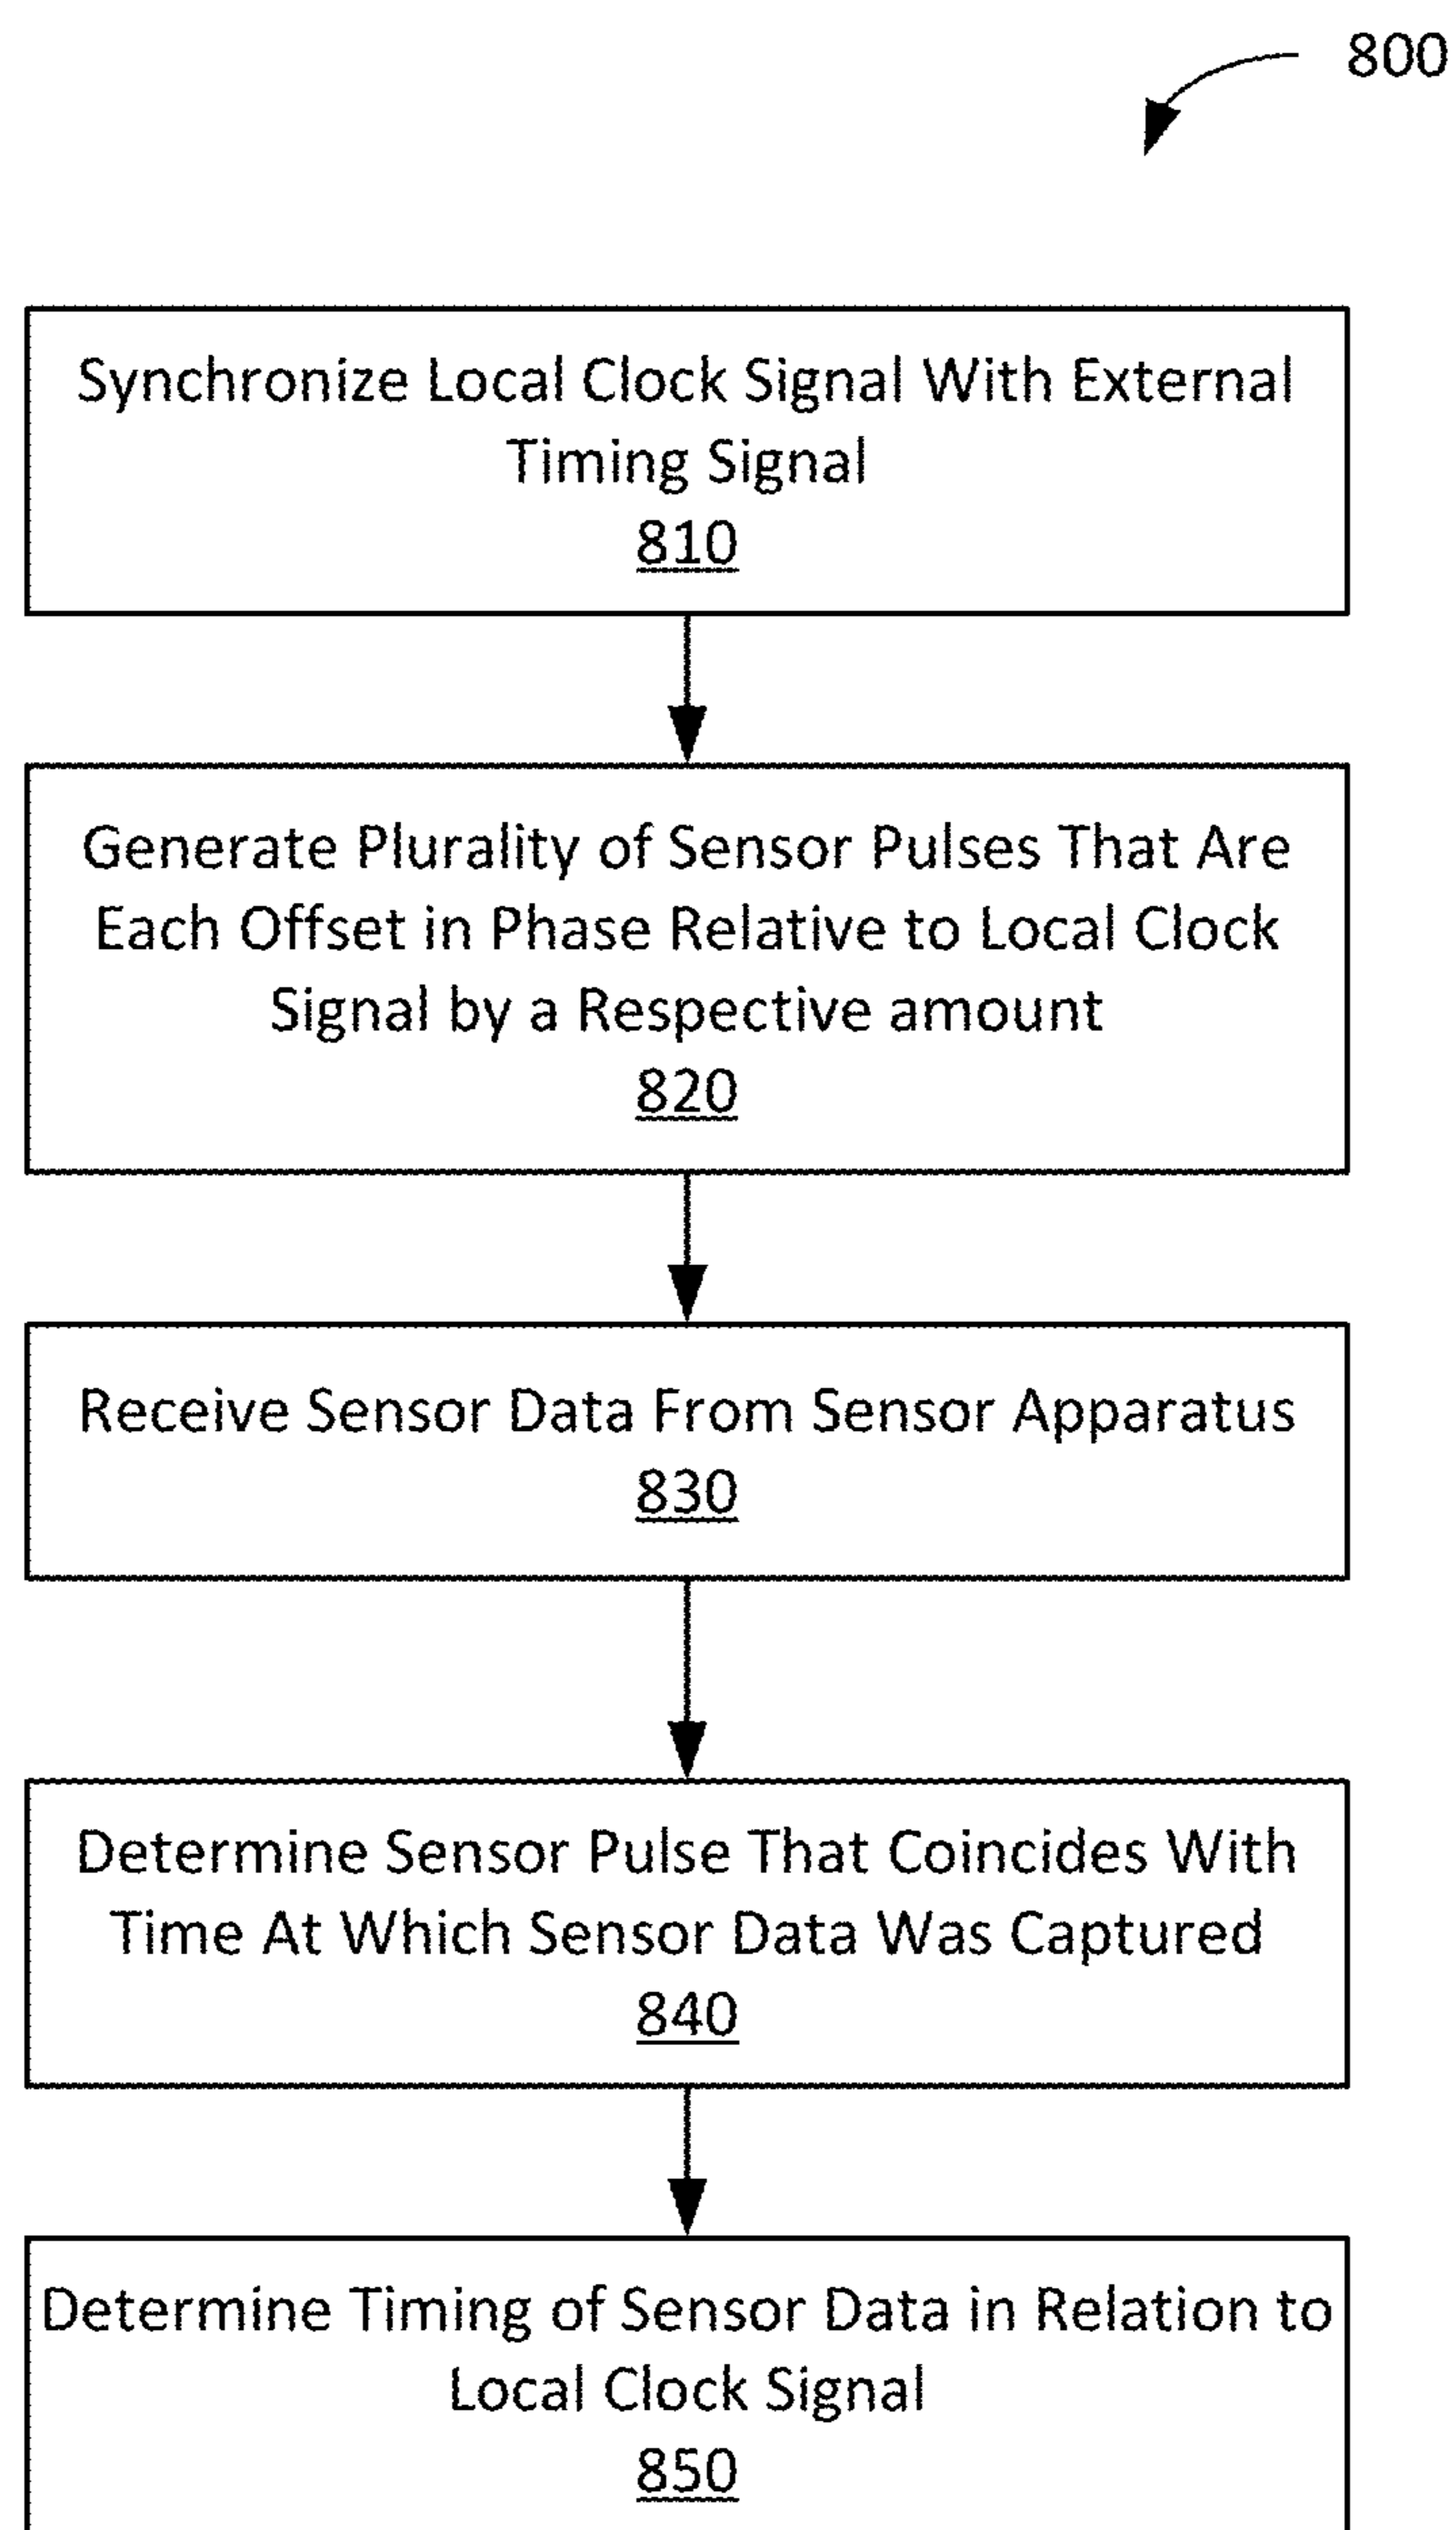 800
Synchronize Local Clock Signal With External
Timing Signal
810
Generate Plurality of Sensor Pulses That Are
Each Offset in Phase Relative to Local Clock
Signal by a Respective amount
820
Receive Sensor Data From Sensor Apparatus
830
Determine Sensor Pulse That Coincides With
Time At Which Sensor Data Was Captured
840
Determine Timing of Sensor Data in Relation to
Local Clock Signal
850